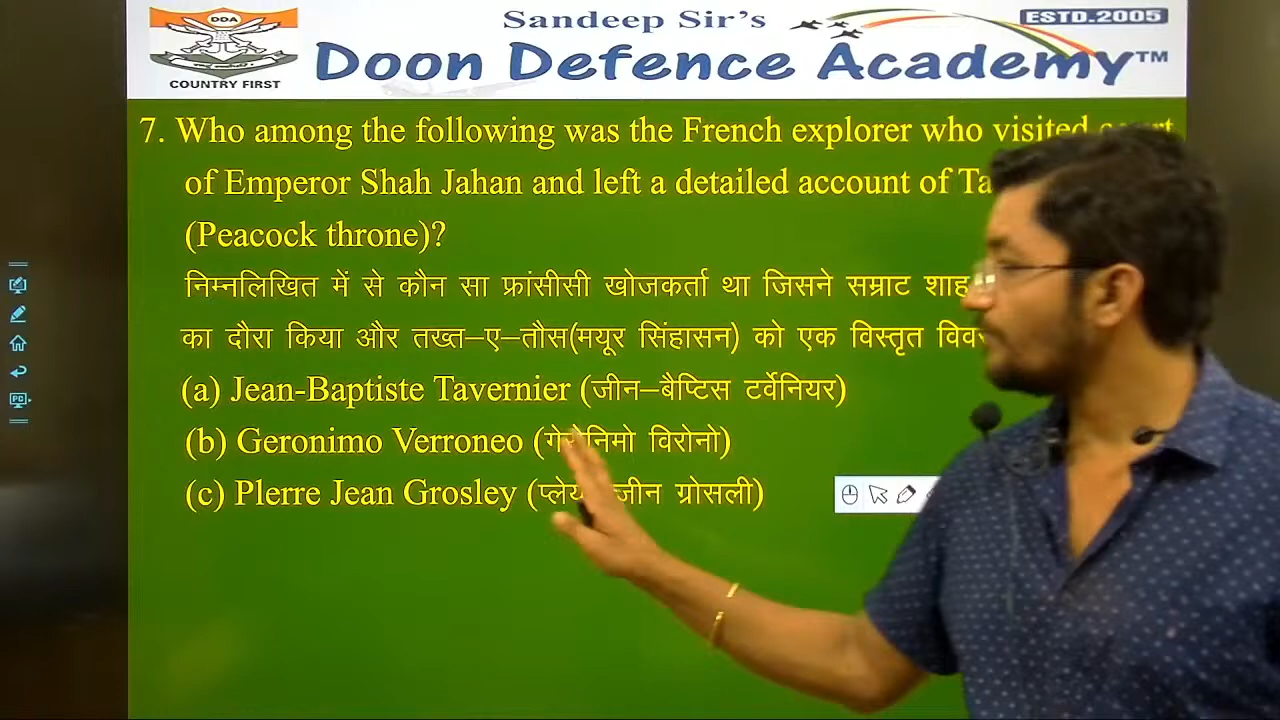 DDA
COUNTRY FIRST
Sandeep Sir's
ESTD.2005
Doon Defence Academy™
7. Who among the following was the French explorer who visited court
of Emperor Shah Jahan and left a detailed account of
(Peacock throne)?
निम्नलिखित में से कौन सा फ्रांसीसी खोजकर्ता था जिसने सम्राट शाह
का दौरा किया और तख्त–ए–तौस(मयूर सिंहासन) को एक विस्तृत
(a) Jean-Baptiste Tavernier (जीन–बैप्टिस टर्वेनियर)
(b) Geronimo Verroneo (गेरोनिमो विरोनो)
(c) Plerre Jean Grosley (जीन ग्रोसली)